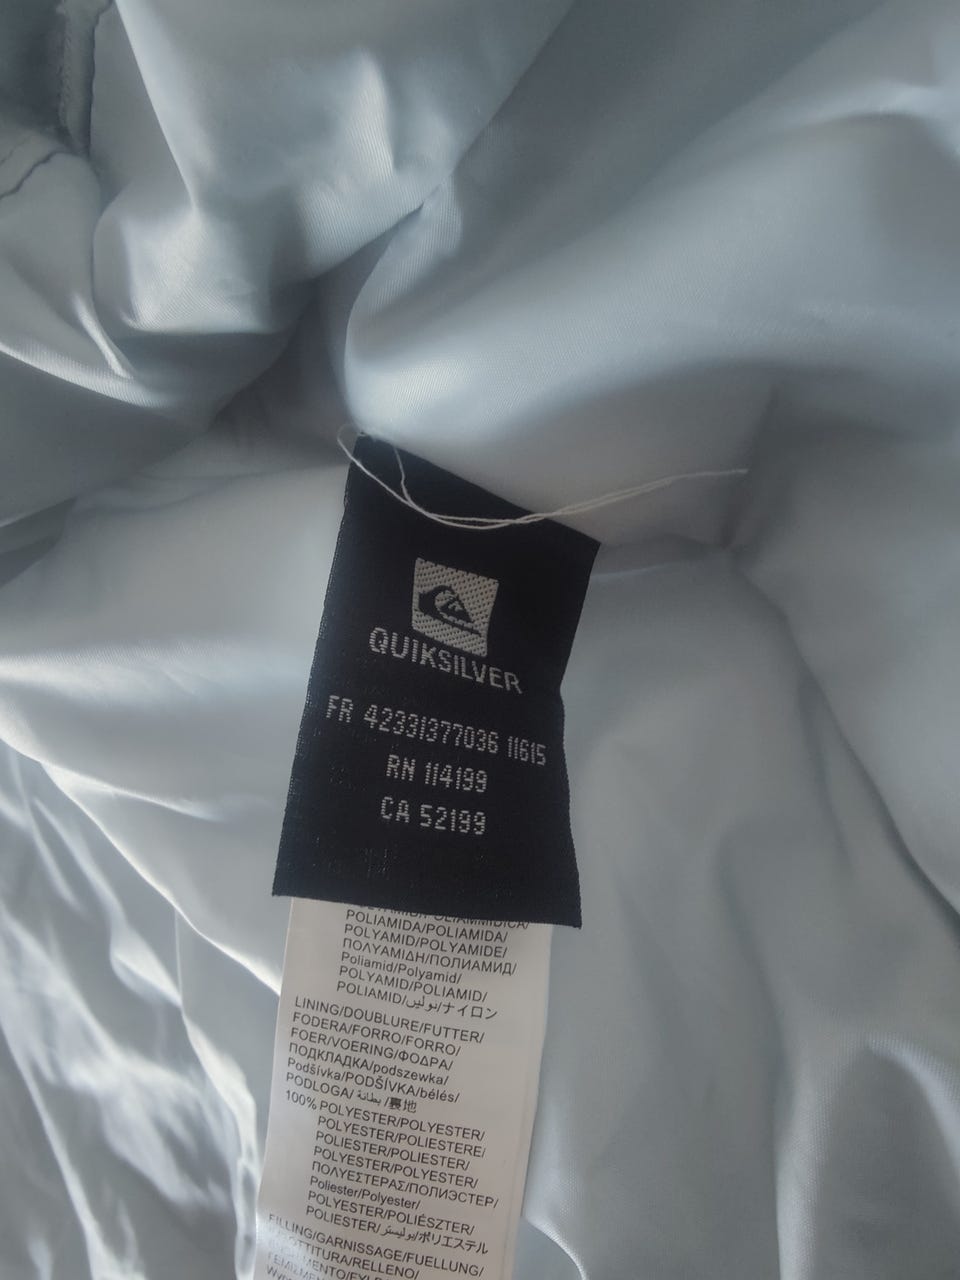 QUIKSILVER
FR 42331377036 11615
RN 114199
CA 52199
POLIAMIDA/POLIAMIDA/
POLYAMID/POLYAMIDE/
ΠΟΛΥΑΜΙΔΗ/ПОЛИАМИД/
Poliamid/Polyamid/
POLYAMID/POLIAMID/
POLIAMID/نولين/ナイロン
LINING/DOUBLURE/FUTTER/
FODERA/FORRO/FORRO/
FOER/VOERING/ΦΟΔΡΑ/
ПОДКЛАДКА/podszewka/
Podšívka/PODŠÍVKA/bélés/
PODLOGA/ بطانة /裏地
100% POLYESTER/POLYESTER/
POLYESTER/POLIESTERE/
POLIESTER/POLIESTER/
POLYESTER/POLYESTER/
ΠΟΛΥΕΣΤΕΡΑΣ/ПОЛИЭСТЕР/
Poliester/Polyester/
POLYESTER/POLIÉSZTER/
POLIESTER/بوليستر/ポリエステル
FILLING/GARNISSAGE/FUELLUNG/